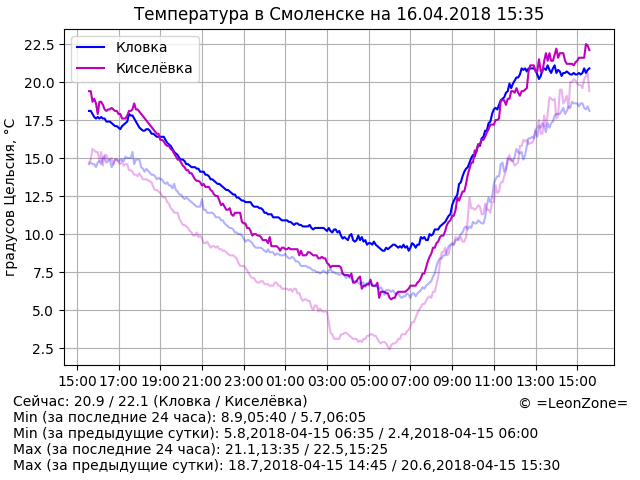 Температура в Смоленске на 16.04.2018 15:35
22.5
20.0
17.5
15.0
12.5
10.0
7.5
5.0
2.5
градусов Цельсия, °C
Кловка
Киселёвка
15:00 17:00 19:00 21:00 23:00 01:00 03:00 05:00 07:00 09:00 11:00 13:00 15:00
Сейчас: 20.9 / 22.1 (Кловка / Киселёвка)
© =LeonZone=
Min (за последние 24 часа): 8.9,05:40 / 5.7,06:05
Min (за предыдущие сутки): 5.8,2018-04-15 06:35 / 2.4,2018-04-15 06:00
Max (за последние 24 часа): 21.1,13:35 / 22.5,15:25
Max (за предыдущие сутки): 18.7,2018-04-15 14:45 / 20.6,2018-04-15 15:30